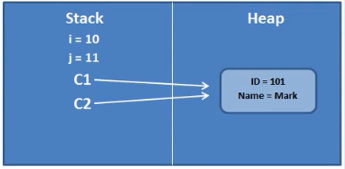 Stack
i = 10
j = 11
C1
C2
Heap
ID = 101
Name = Mark